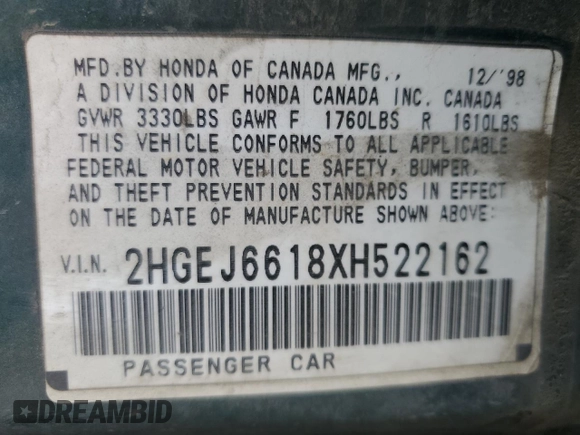 MFD.BY HONDA OF CANADA MFG., 12/'98
A DIVISION OF HONDA CANADA INC. CANADA
GVWR 3330LBS GAWR F 1760LBS R 1610LBS
THIS VEHICLE CONFORMS TO ALL APPLICABLE
FEDERAL MOTOR VEHICLE SAFETY, BUMPER,
AND THEFT PREVENTION STANDARDS IN EFFECT
ON THE DATE OF MANUFACTURE SHOWN ABOVE:
V.I.N. 2HGEJ6618XH522162
PASSENGER CAR
DREAMBID